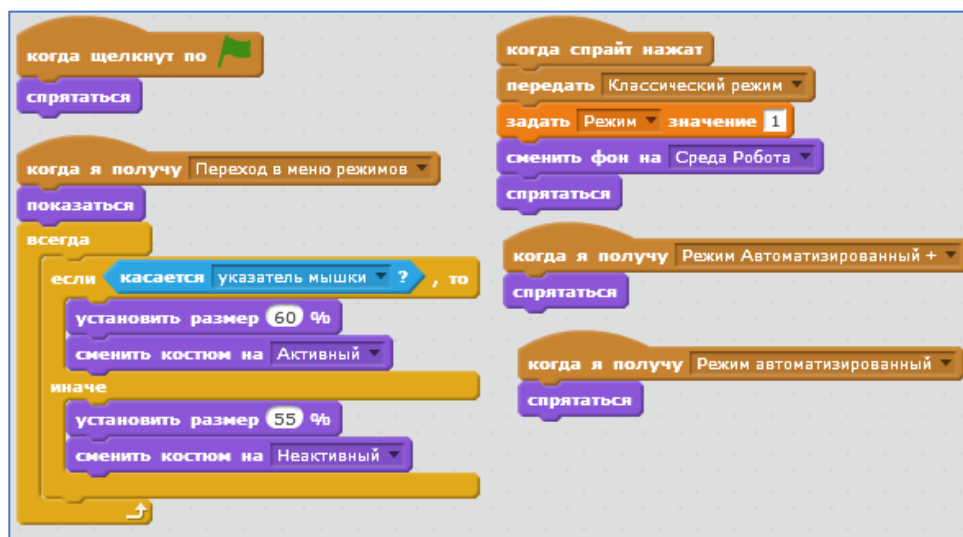 когда щелкнут по
спрятаться
когда я получу Переход в меню режимов
показаться
всегда
если касается указатель мышки ? , то
установить размер 60 %
сменить костюм на Активный
иначе
установить размер 55 %
сменить костюм на Неактивный
когда спрайт нажат
передать Классический режим
задать Режим значение 1
сменить фон на Среда Робота
спрятаться
когда я получу Режим Автоматизированный +
спрятаться
когда я получу Режим автоматизированный
спрятаться